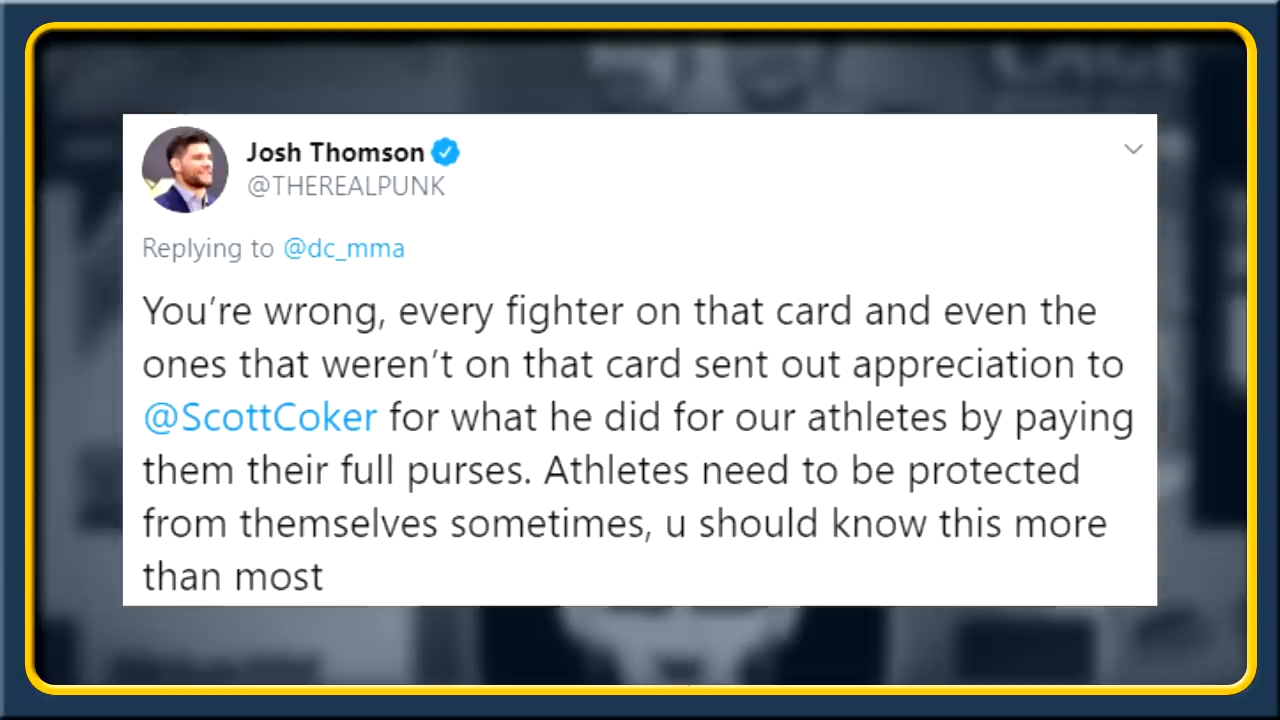 Josh Thomson
@THEREALPUNK
Replying to @dc_mma
You’re wrong, every fighter on that card and even the
ones that weren’t on that card sent out appreciation to
@ScottCoker for what he did for our athletes by paying
them their full purses. Athletes need to be protected
from themselves sometimes, u should know this more
than most